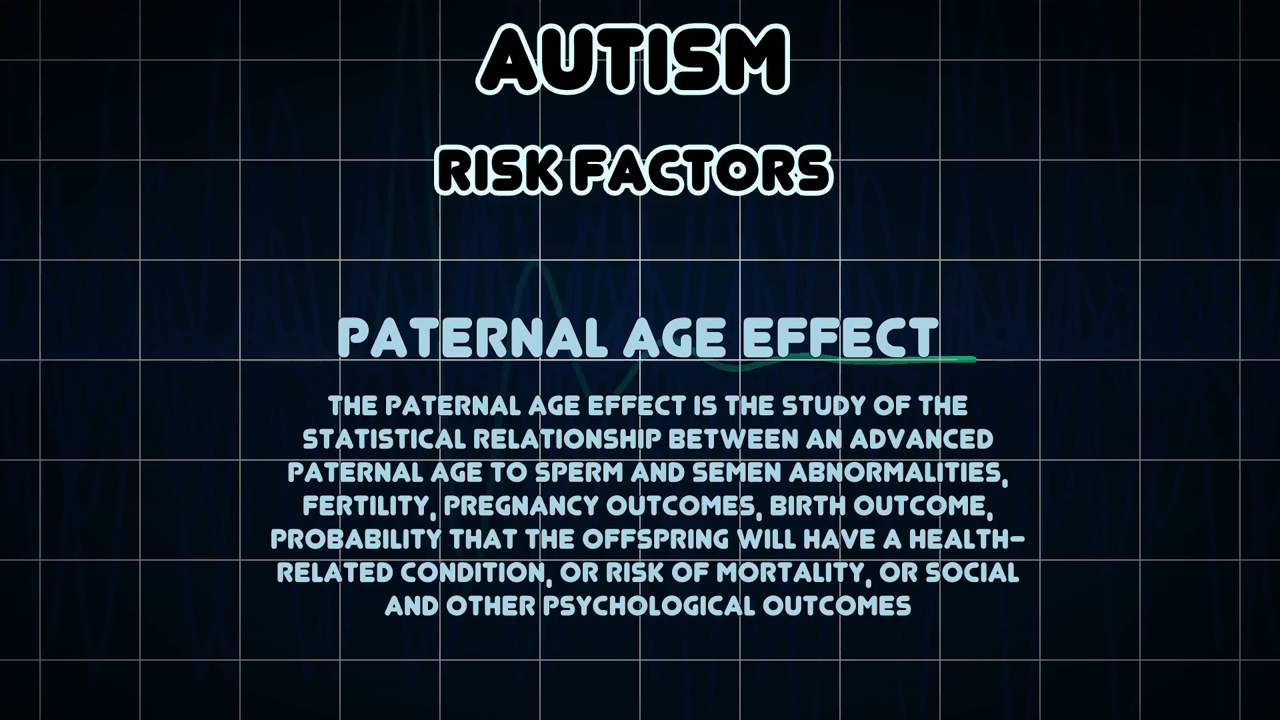 AUTISM
RISK FACTORS
PATERNAL AGE EFFECT
THE PATERNAL AGE EFFECT IS THE STUDY OF THE
STATISTICAL RELATIONSHIP BETWEEN AN ADVANCED
PATERNAL AGE TO SPERM AND SEMEN ABNORMALITIES,
FERTILITY, PREGNANCY OUTCOMES, BIRTH OUTCOME,
PROBABILITY THAT THE OFFSPRING WILL HAVE A HEALTH-
RELATED CONDITION, OR RISK OF MORTALITY, OR SOCIAL
AND OTHER PSYCHOLOGICAL OUTCOMES